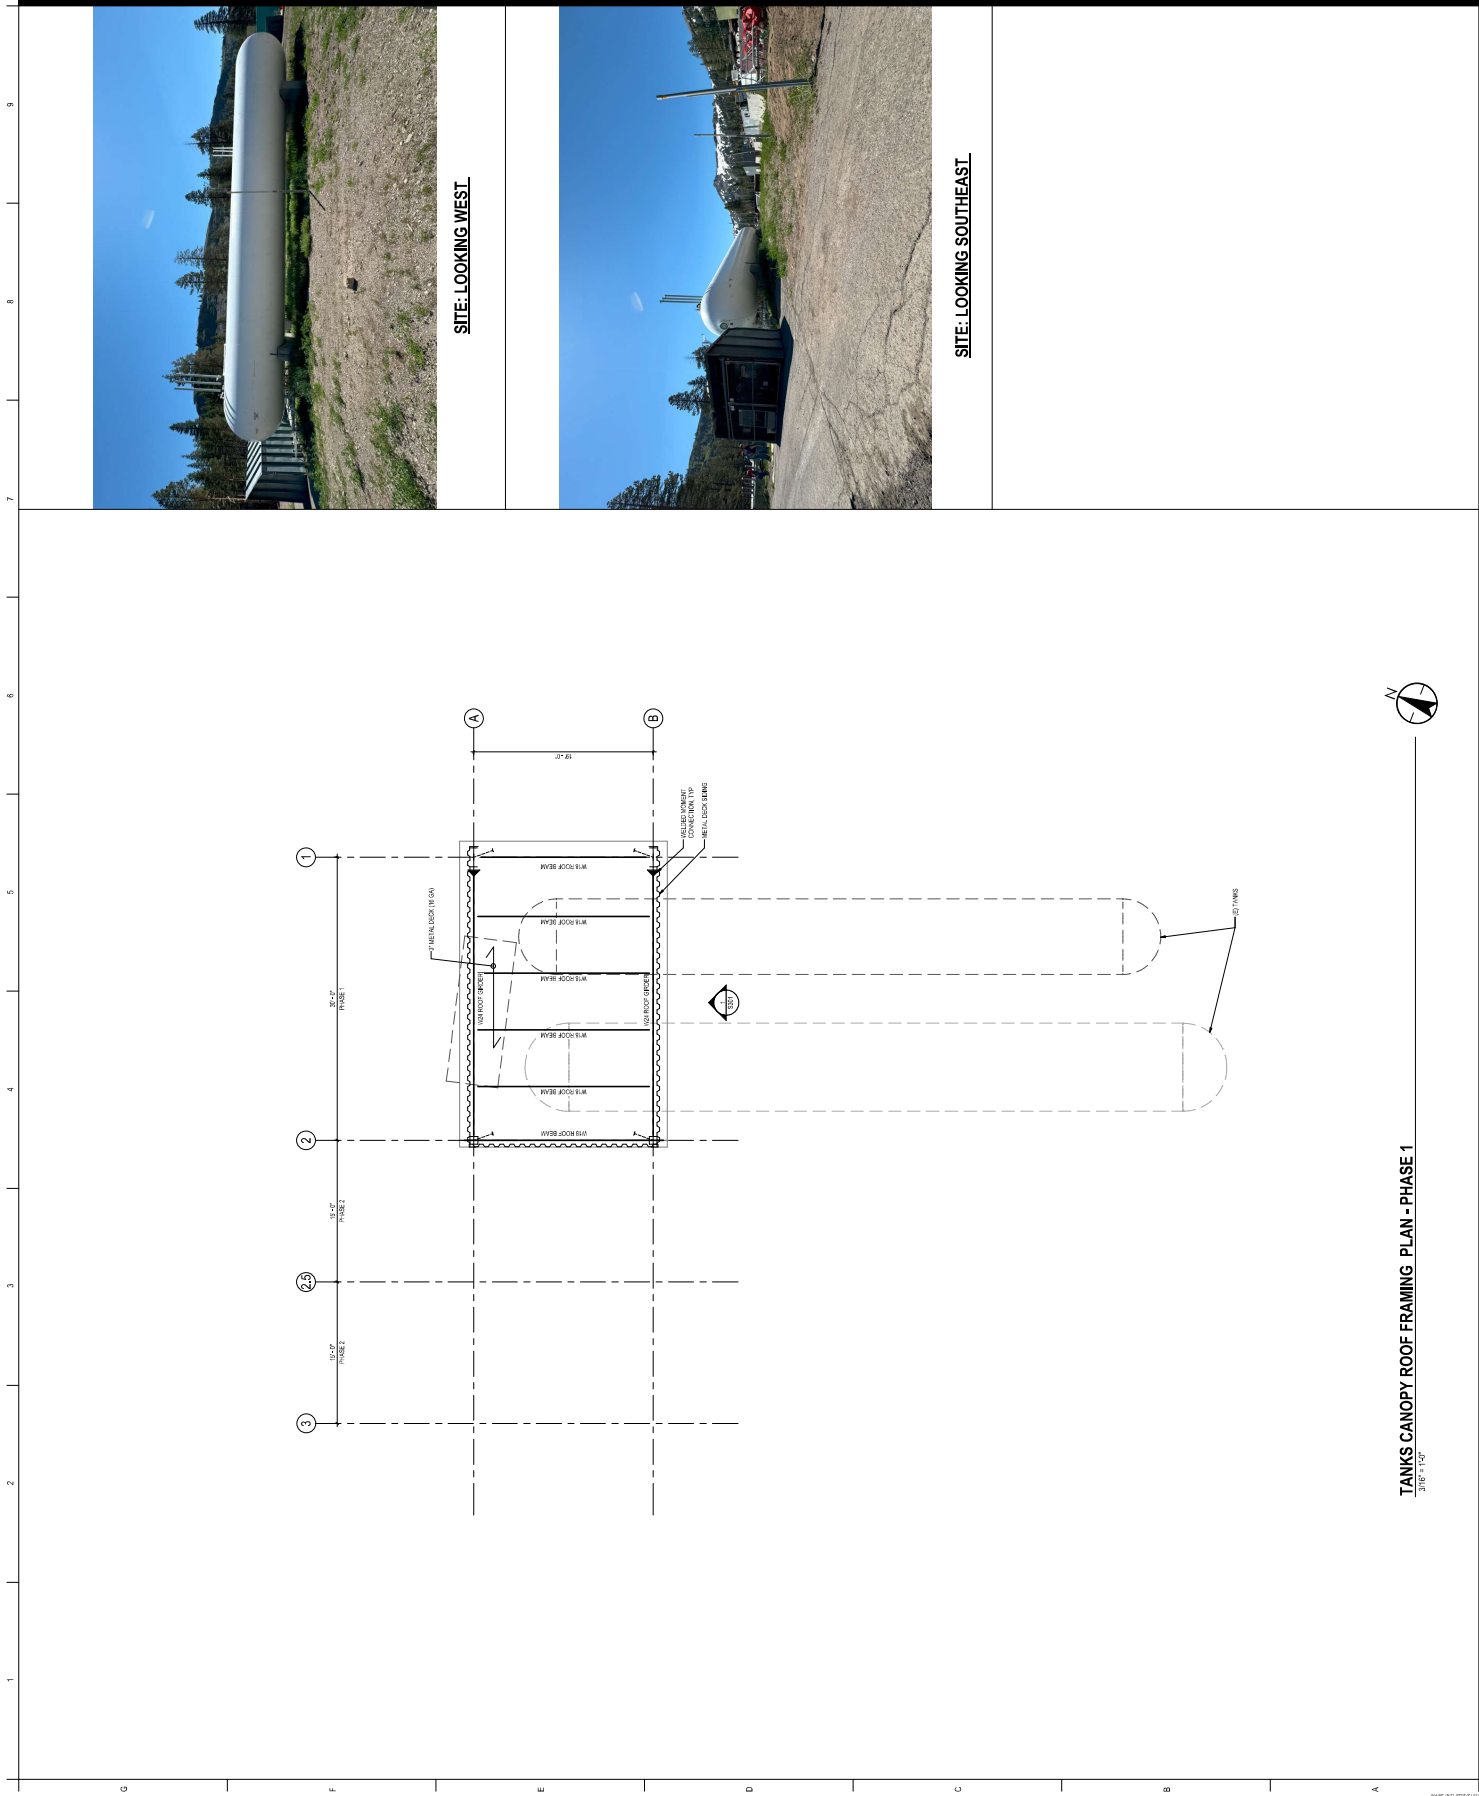 1 2 3 4 5 6 7 8 9
SITE: LOOKING WEST
SITE: LOOKING SOUTHEAST
3
2.5
2
1
15' - 0"
PHASE 2
15' - 0"
PHASE 2
30' - 0"
PHASE 1
3" METAL DECK (16 GA)
A
B
19' - 0"
W24 ROOF GIRDER
W24 ROOF GIRDER
W18 ROOF BEAM
W18 ROOF BEAM
W18 ROOF BEAM
W18 ROOF BEAM
W18 ROOF BEAM
W18 ROOF BEAM
WELDED MOMENT
CONNECTION, TYP
METAL DECK SIDING
1
S301
(E) TANKS
N
TANKS CANOPY ROOF FRAMING PLAN - PHASE 1
3/16" = 1'-0"
G
F
E
D
C
B
A